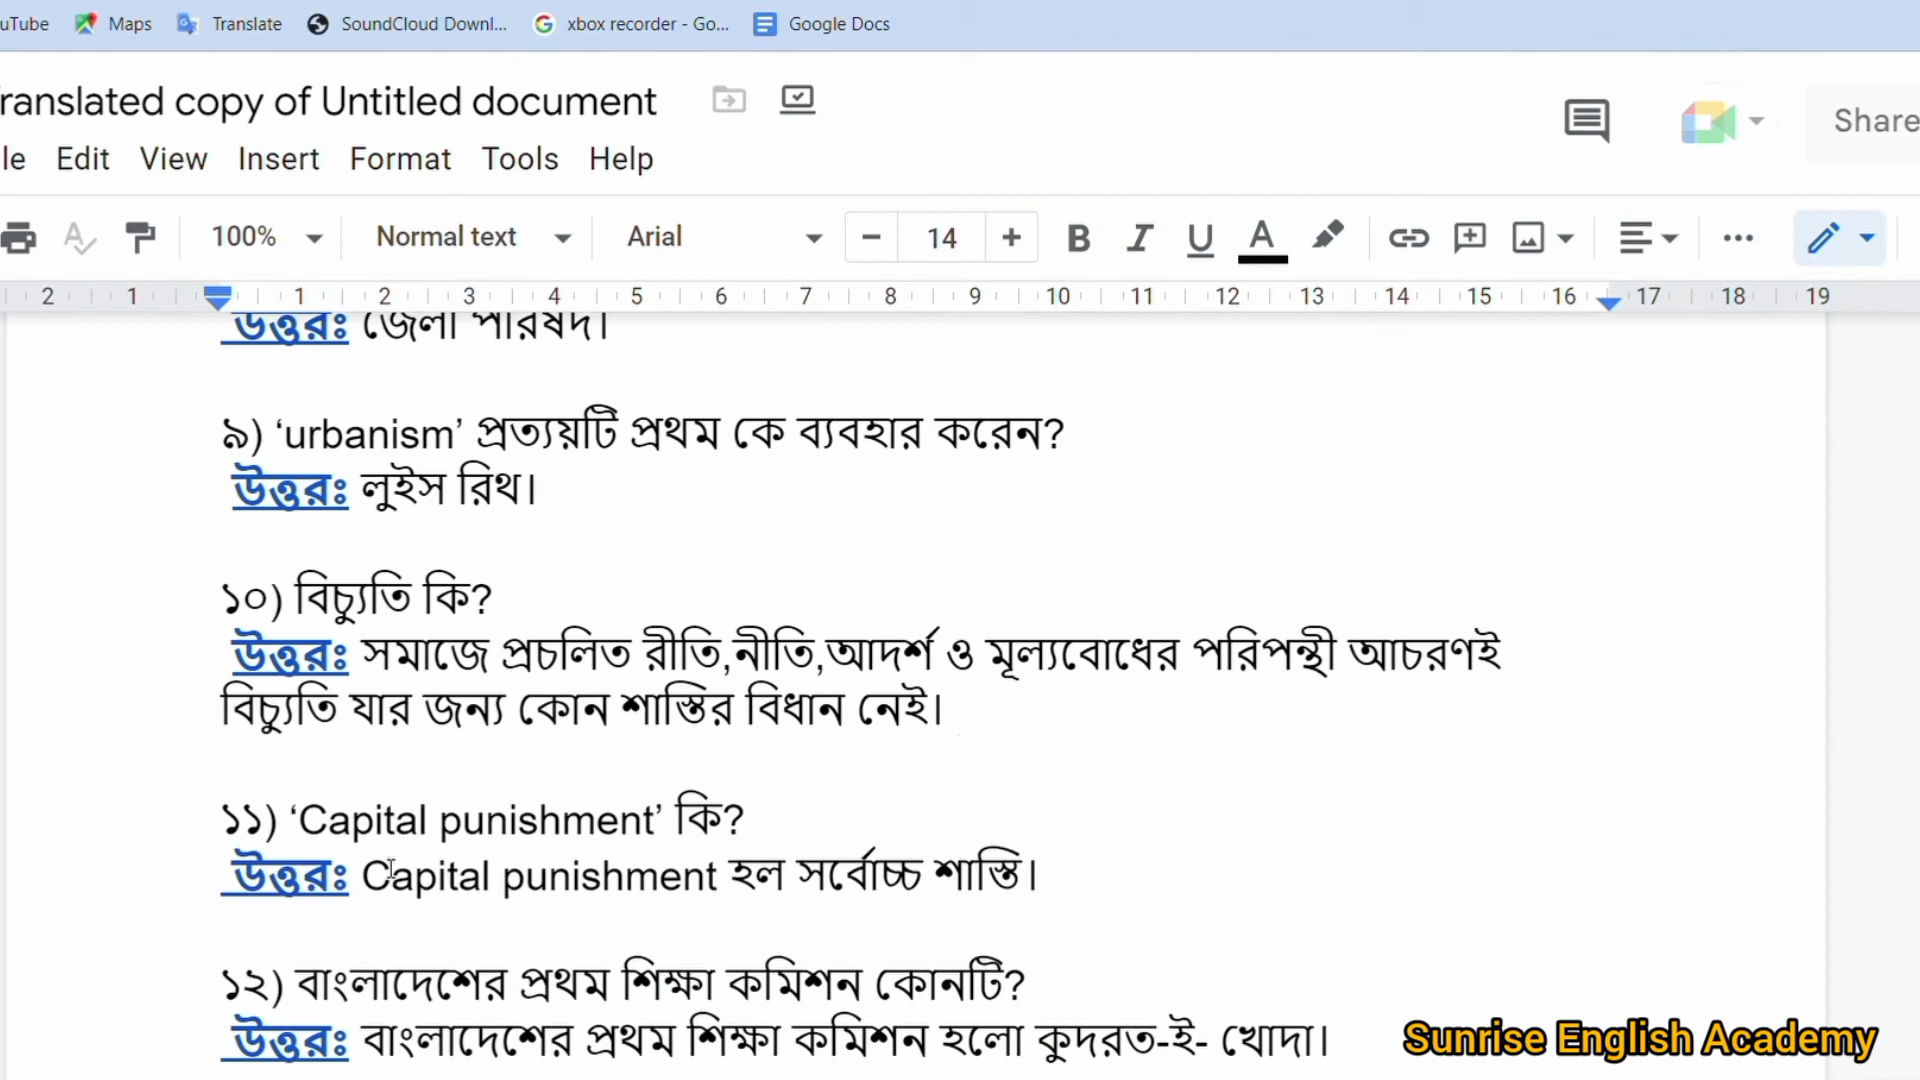 uTube Maps Translate SoundCloud Downl... xbox recorder - Go... Google Docs
ranslated copy of Untitled document
Share
le Edit View Insert Format Tools Help
100% Normal text Arial 14 B I U A
2 1 1 2 3 4 5 6 7 8 9 10 11 12 13 14 15 16 17 18 19
উত্তরঃ জেলা পরিষদ।
৯) ‘urbanism’ প্রত্যয়টি প্রথম কে ব্যবহার করেন?
উত্তরঃ লুইস রিথ।
১০) বিচ্যুতি কি?
উত্তরঃ সমাজে প্রচলিত রীতি,নীতি,আদর্শ ও মূল্যবোধের পরিপন্থী আচরণই
বিচ্যুতি যার জন্য কোন শাস্তির বিধান নেই।
১১) ‘Capital punishment’ কি?
উত্তরঃ Capital punishment হল সর্বোচ্চ শাস্তি।
১২) বাংলাদেশের প্রথম শিক্ষা কমিশন কোনটি?
উত্তরঃ বাংলাদেশের প্রথম শিক্ষা কমিশন হলো কুদরত-ই- খোদা।
Sunrise English Academy